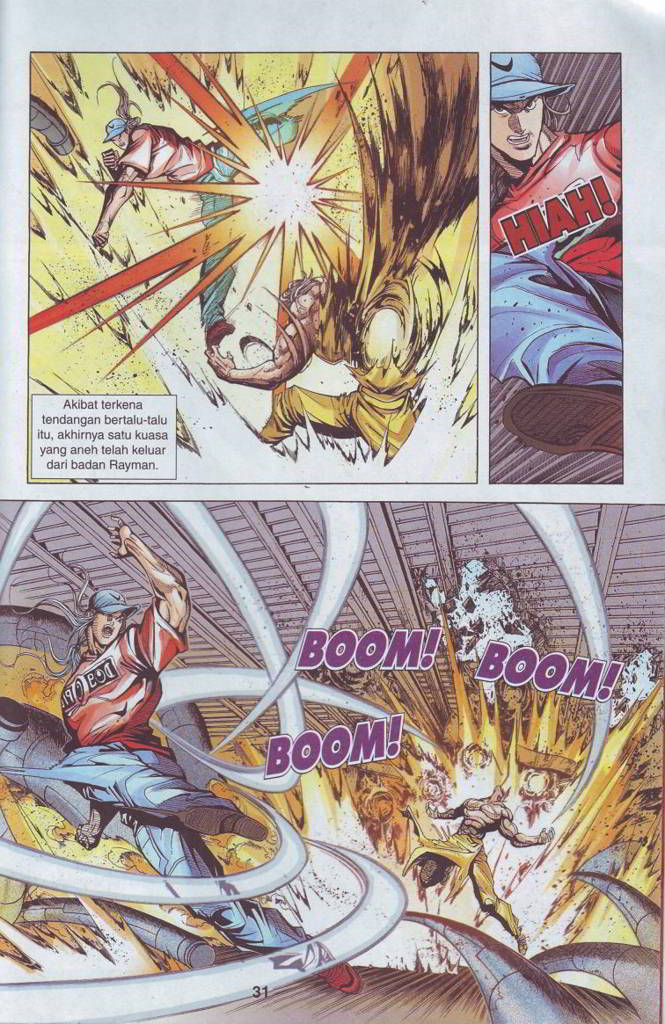 HIAH!
Akibat terkena
tendangan bertalu-talu
itu, akhirnya satu kuasa
yang aneh telah keluar
dari badan Rayman.
BOOM!
BOOM!
BOOM!
31